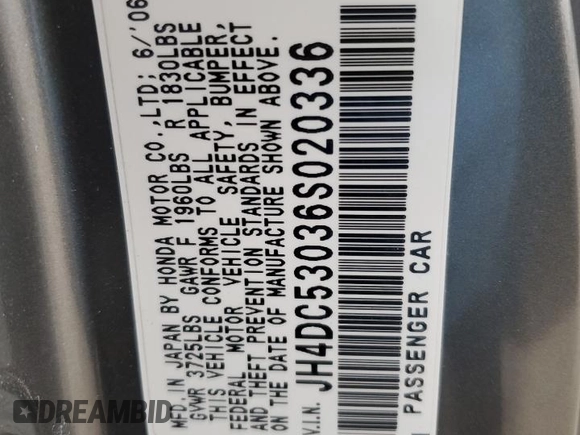 MFD. IN JAPAN BY HONDA MOTOR CO.,LTD; 6/'06
GVWR 3725LBS GAWR F 1960LBS R 1830LBS
THIS VEHICLE CONFORMS TO ALL APPLICABLE
FEDERAL MOTOR VEHICLE SAFETY, BUMPER,
AND THEFT PREVENTION STANDARDS IN EFFECT
ON THE DATE OF MANUFACTURE SHOWN ABOVE.
V.I.N. JH4DC53036S020336
PASSENGER CAR
DREAMBID